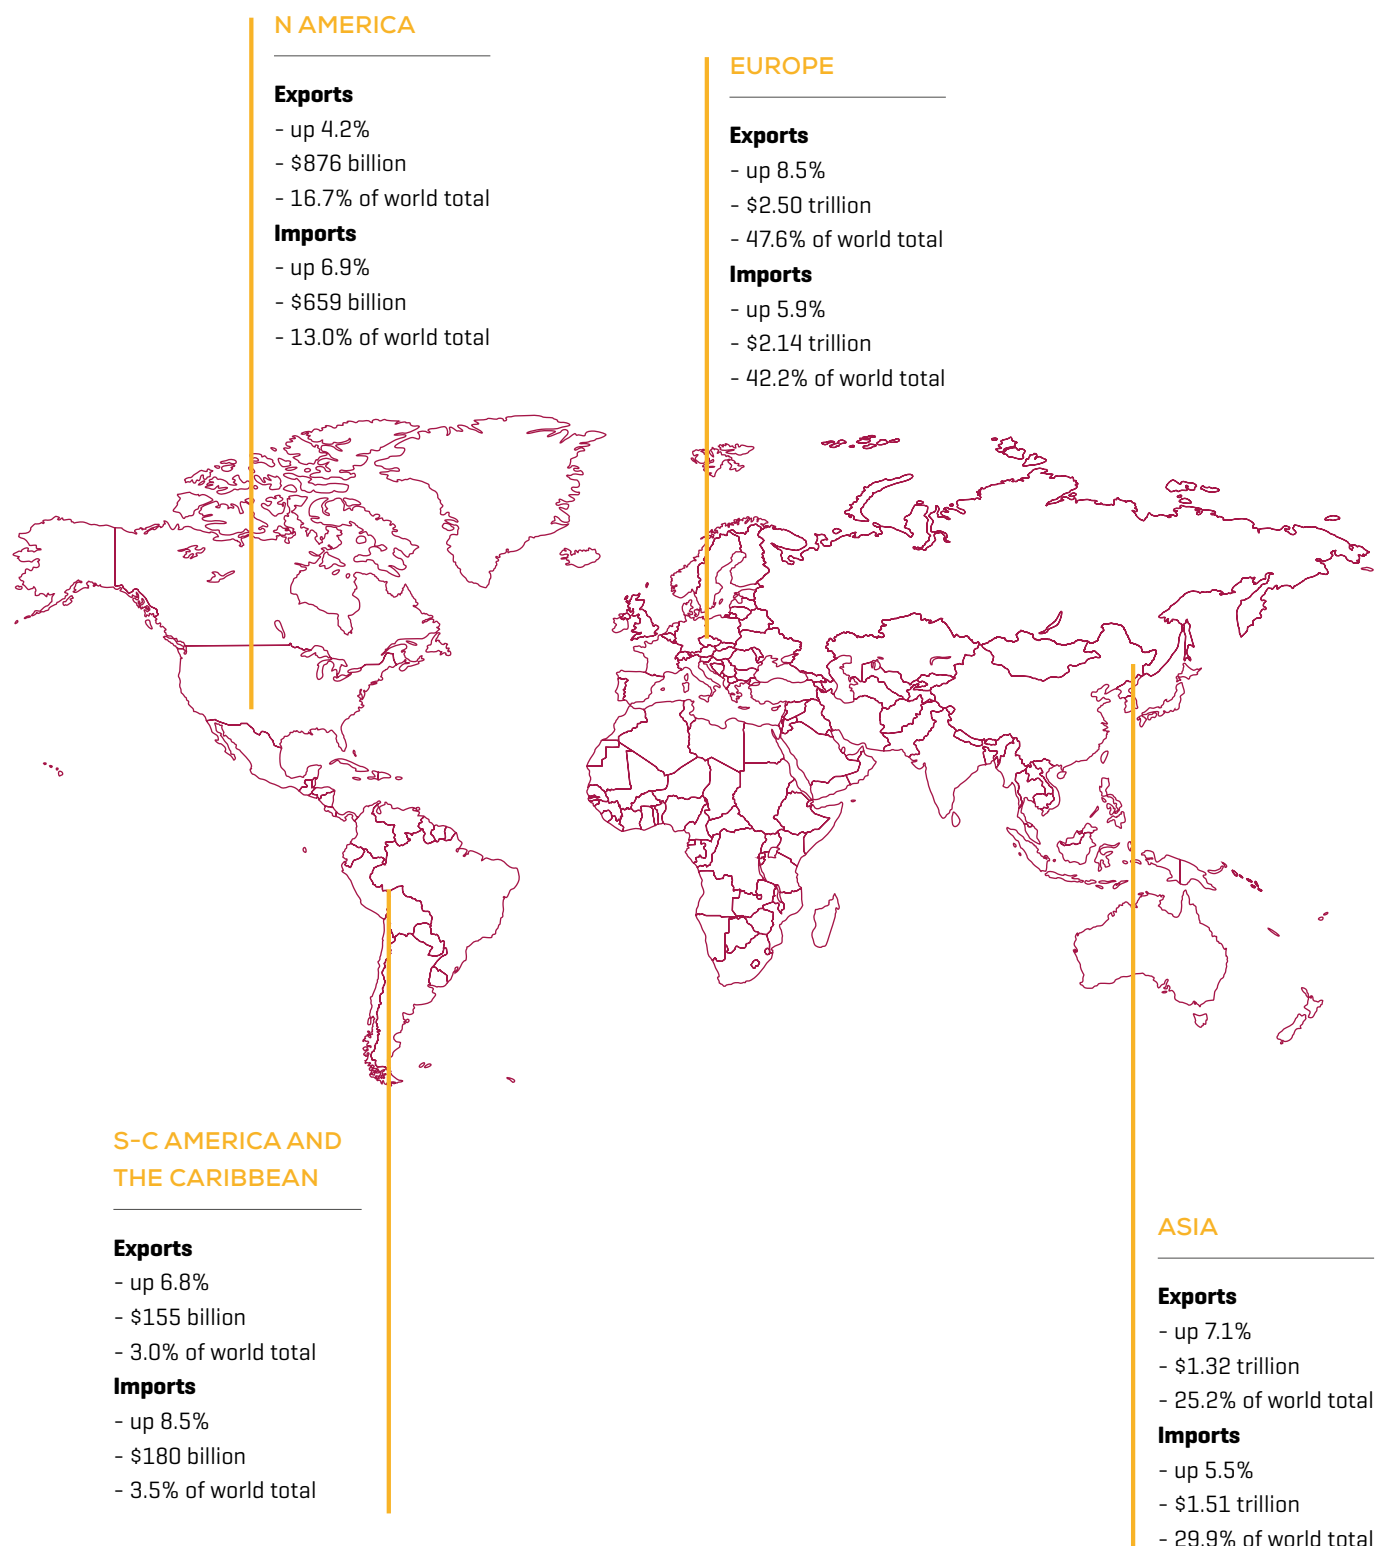 N AMERICA
Exports
- up 4.2%
- $876 billion
- 16.7% of world total
Imports
- up 6.9%
- $659 billion
- 13.0% of world total
EUROPE
Exports
- up 8.5%
- $2.50 trillion
- 47.6% of world total
Imports
- up 5.9%
- $2.14 trillion
- 42.2% of world total
S-C AMERICA AND
THE CARIBBEAN
Exports
- up 6.8%
- $155 billion
- 3.0% of world total
Imports
- up 8.5%
- $180 billion
- 3.5% of world total
ASIA
Exports
- up 7.1%
- $1.32 trillion
- 25.2% of world total
Imports
- up 5.5%
- $1.51 trillion
- 29.9% of world total